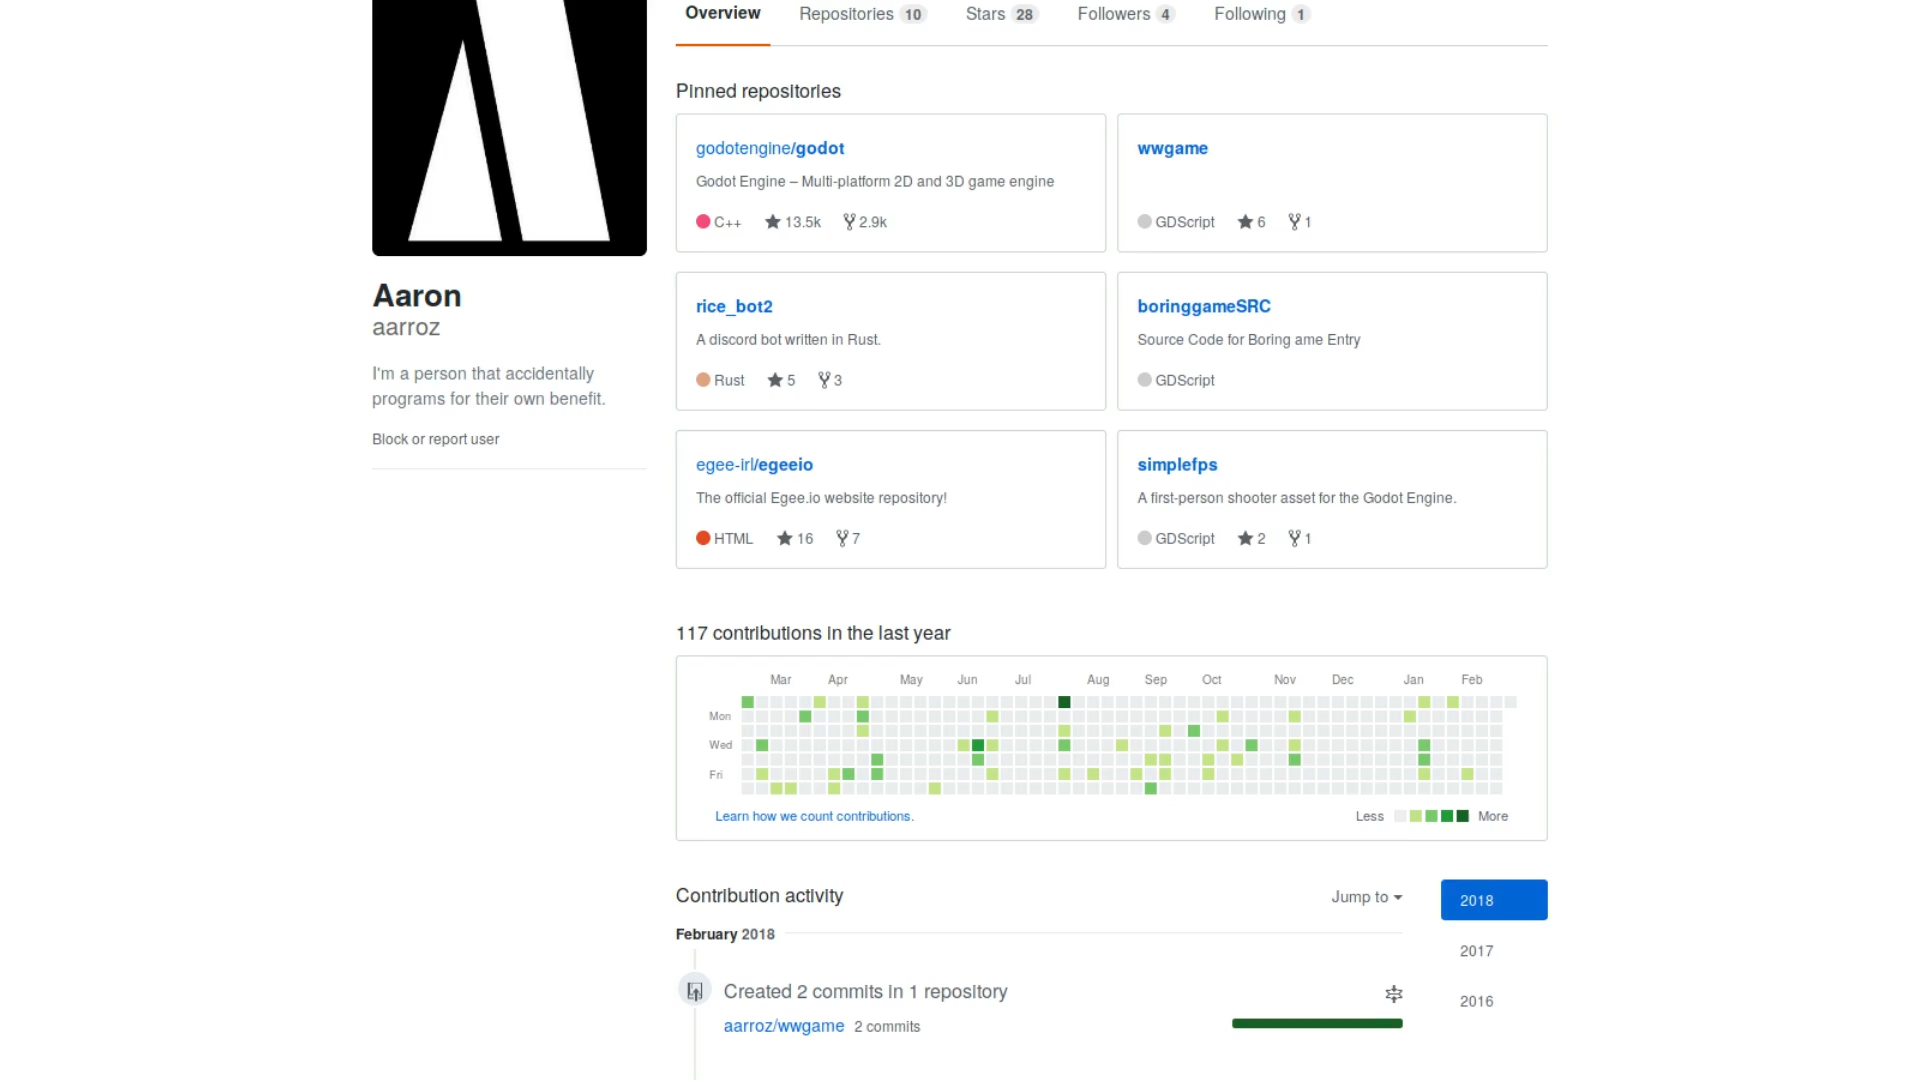 Overview Repositories 10 Stars 28 Followers 4 Following 1
Aaron
aarroz
I'm a person that accidentally
programs for their own benefit.
Block or report user
Pinned repositories
godotengine/godot
Godot Engine – Multi-platform 2D and 3D game engine
C++ 13.5k 2.9k
wwgame
GDScript 6 1
rice_bot2
A discord bot written in Rust.
Rust 5 3
boringgameSRC
Source Code for Boring ame Entry
GDScript
egee-irl/egeeio
The official Egee.io website repository!
HTML 16 7
simplefps
A first-person shooter asset for the Godot Engine.
GDScript 2 1
117 contributions in the last year
Mar Apr May Jun Jul Aug Sep Oct Nov Dec Jan Feb
Mon
Wed
Fri
Learn how we count contributions.
Less More
Contribution activity
Jump to
2018
2017
2016
February 2018
Created 2 commits in 1 repository
aarroz/wwgame 2 commits